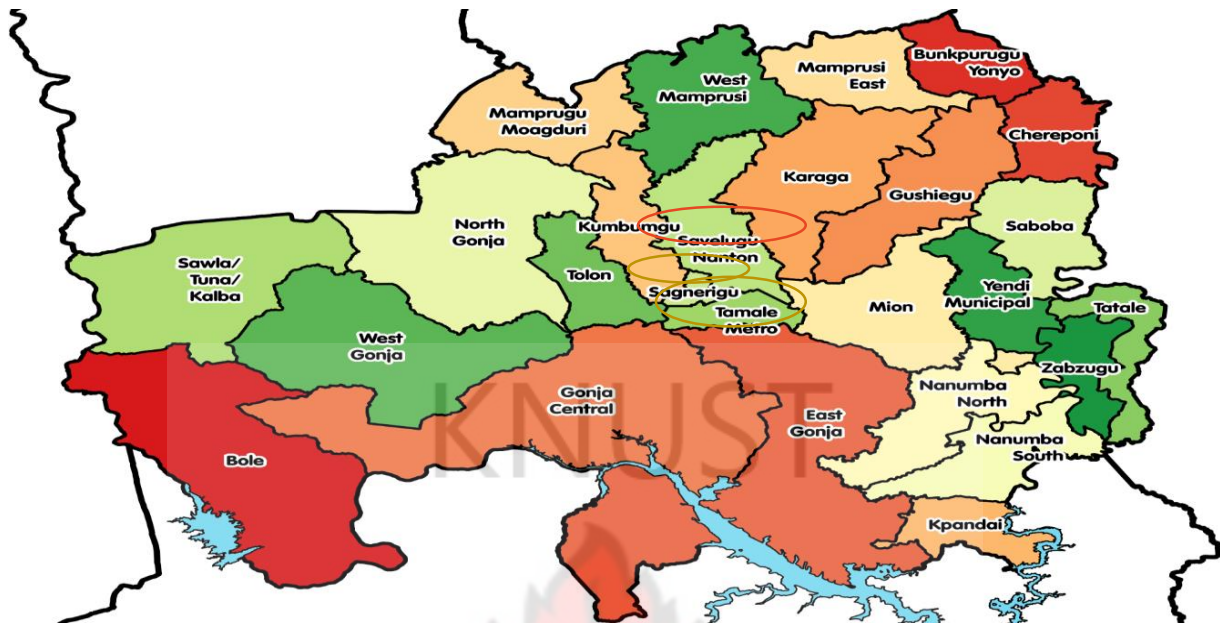 Bunkpurugu
Yonyo
Mamprusi
East
West
Mamprusi
Mamprugu
Moagduri
Chereponi
Karaga
Gushiegu
North
Gonja
Kumbumgu
Saboba
Savelugu
Nanton
Sawla/
Tuna/
Kalba
Tolon
Sagnerigu
Yendi
Municipal
Mion
Tatale
Tamale
Metro
West
Gonja
Zabzugu
Nanumba
North
Gonja
Central
KNUST
East
Gonja
Nanumba
South
Bole
Kpandai